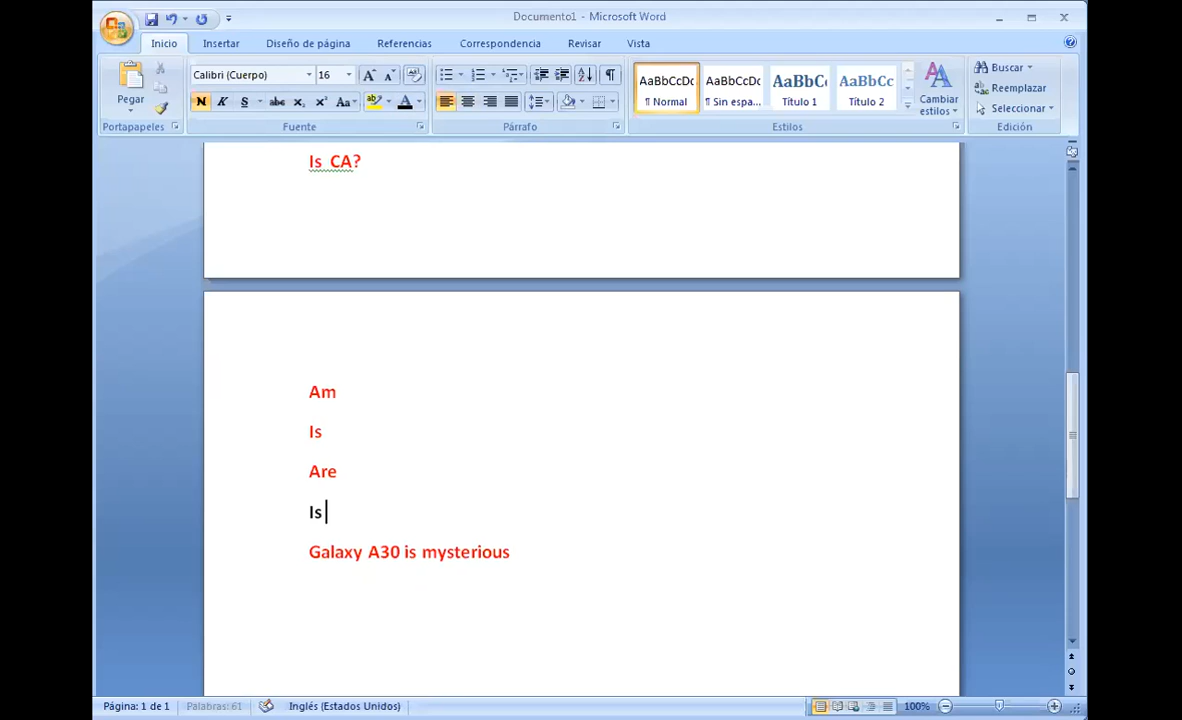 Documento1 - Microsoft Word
Inicio Insertar Diseño de página Referencias Correspondencia Revisar Vista
Calibri (Cuerpo) 16
Pegar
N K S abc x₂ x² Aa
AaBbCcDc AaBbCcDc AaBbC AaBbCc
¶ Normal ¶ Sin espa... Título 1 Título 2
Cambiar estilos
Buscar
Reemplazar
Seleccionar
Portapapeles Fuente Párrafo Estilos Edición
Is CA?
Am
Is
Are
Is
Galaxy A30 is mysterious
Página: 1 de 1 Palabras: 61 Inglés (Estados Unidos) 100%